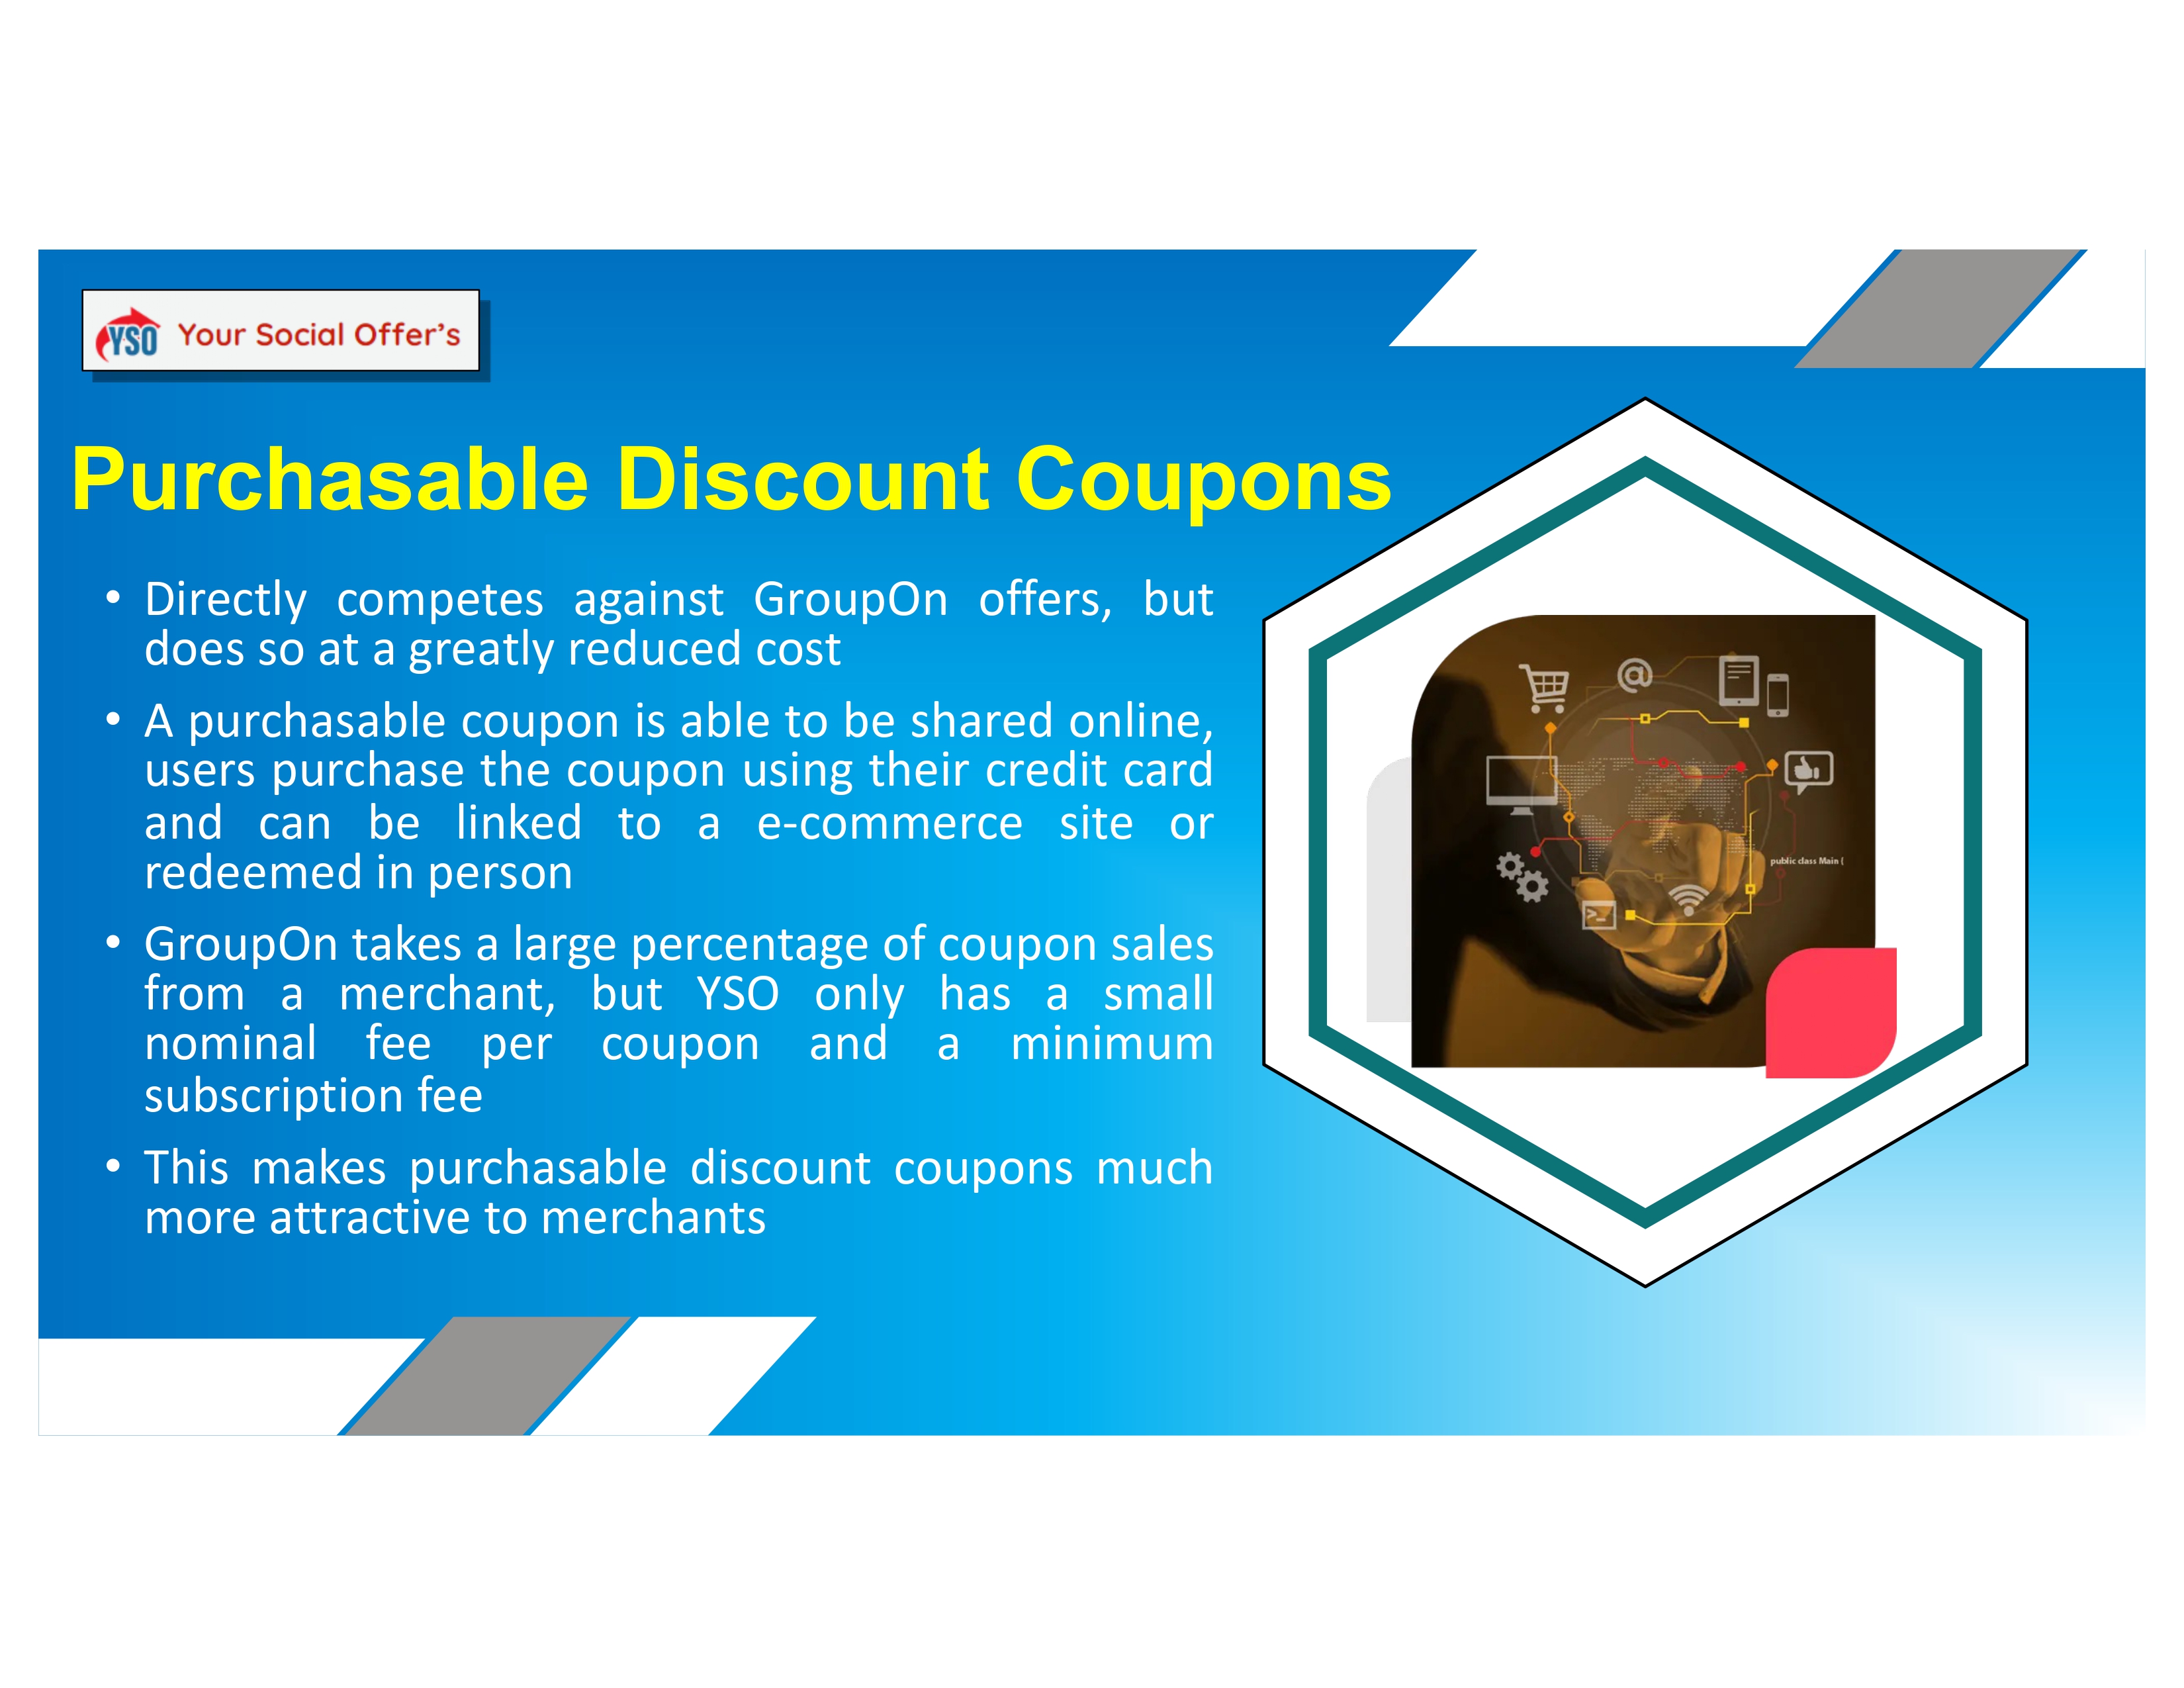 YSO Your Social Offer's
Purchasable Discount Coupons
• Directly competes against GroupOn offers, but
does so at a greatly reduced cost
• A purchasable coupon is able to be shared online,
users purchase the coupon using their credit card
and can be linked to a e-commerce site or
redeemed in person
• GroupOn takes a large percentage of coupon sales
from a merchant, but YSO only has a small
nominal fee per coupon and a minimum
subscription fee
• This makes purchasable discount coupons much
more attractive to merchants
@
public class Main {
>_